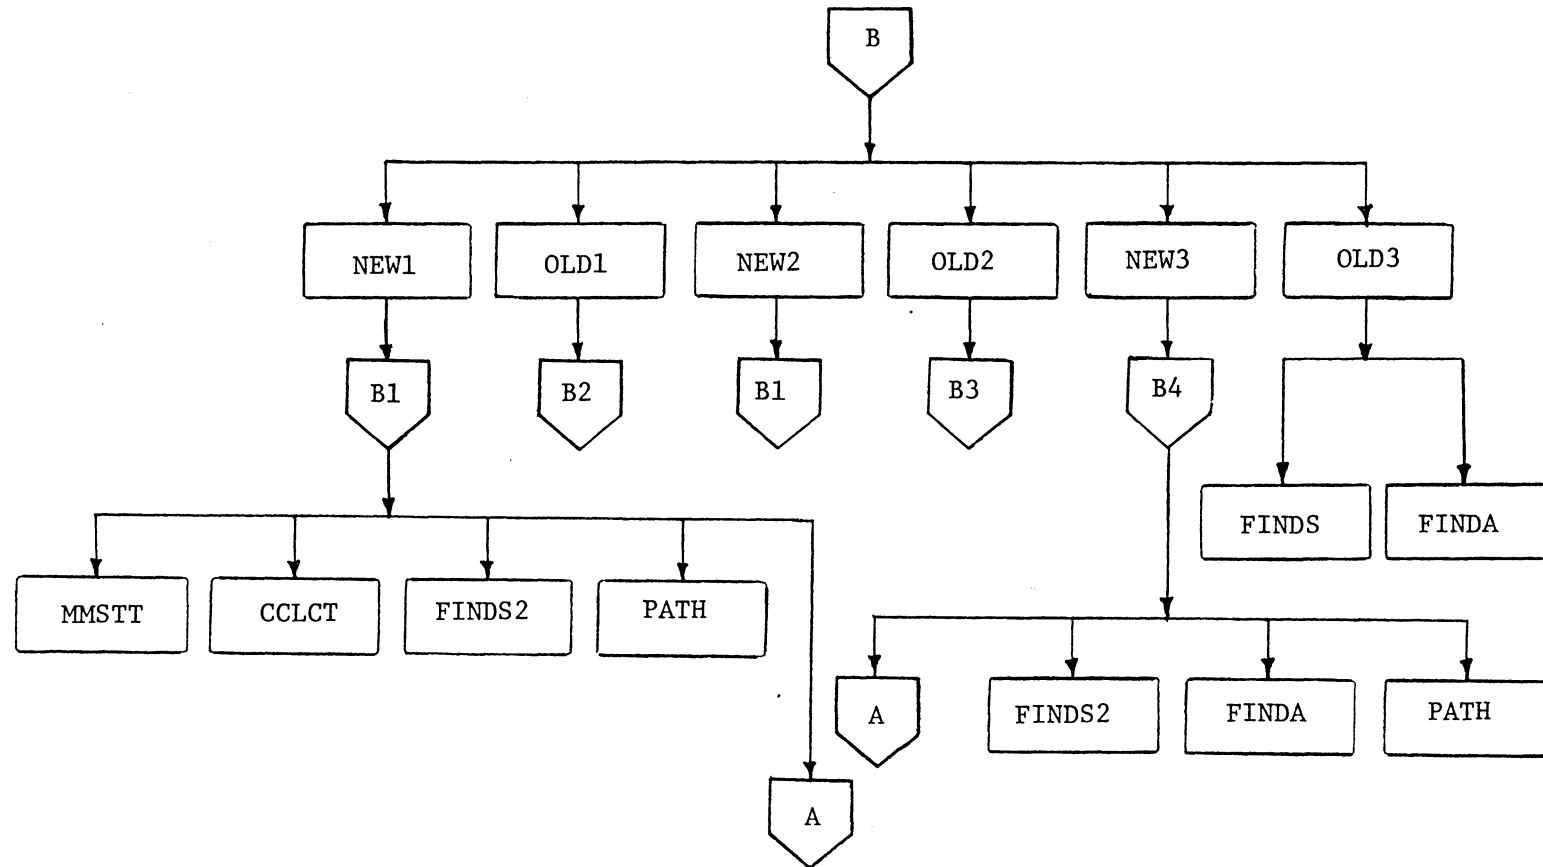 B
NEW1 OLD1 NEW2 OLD2 NEW3 OLD3
B1 B2 B1 B3 B4
FINDS FINDA
MMSTT CCLCT FINDS2 PATH
A FINDS2 FINDA PATH
A